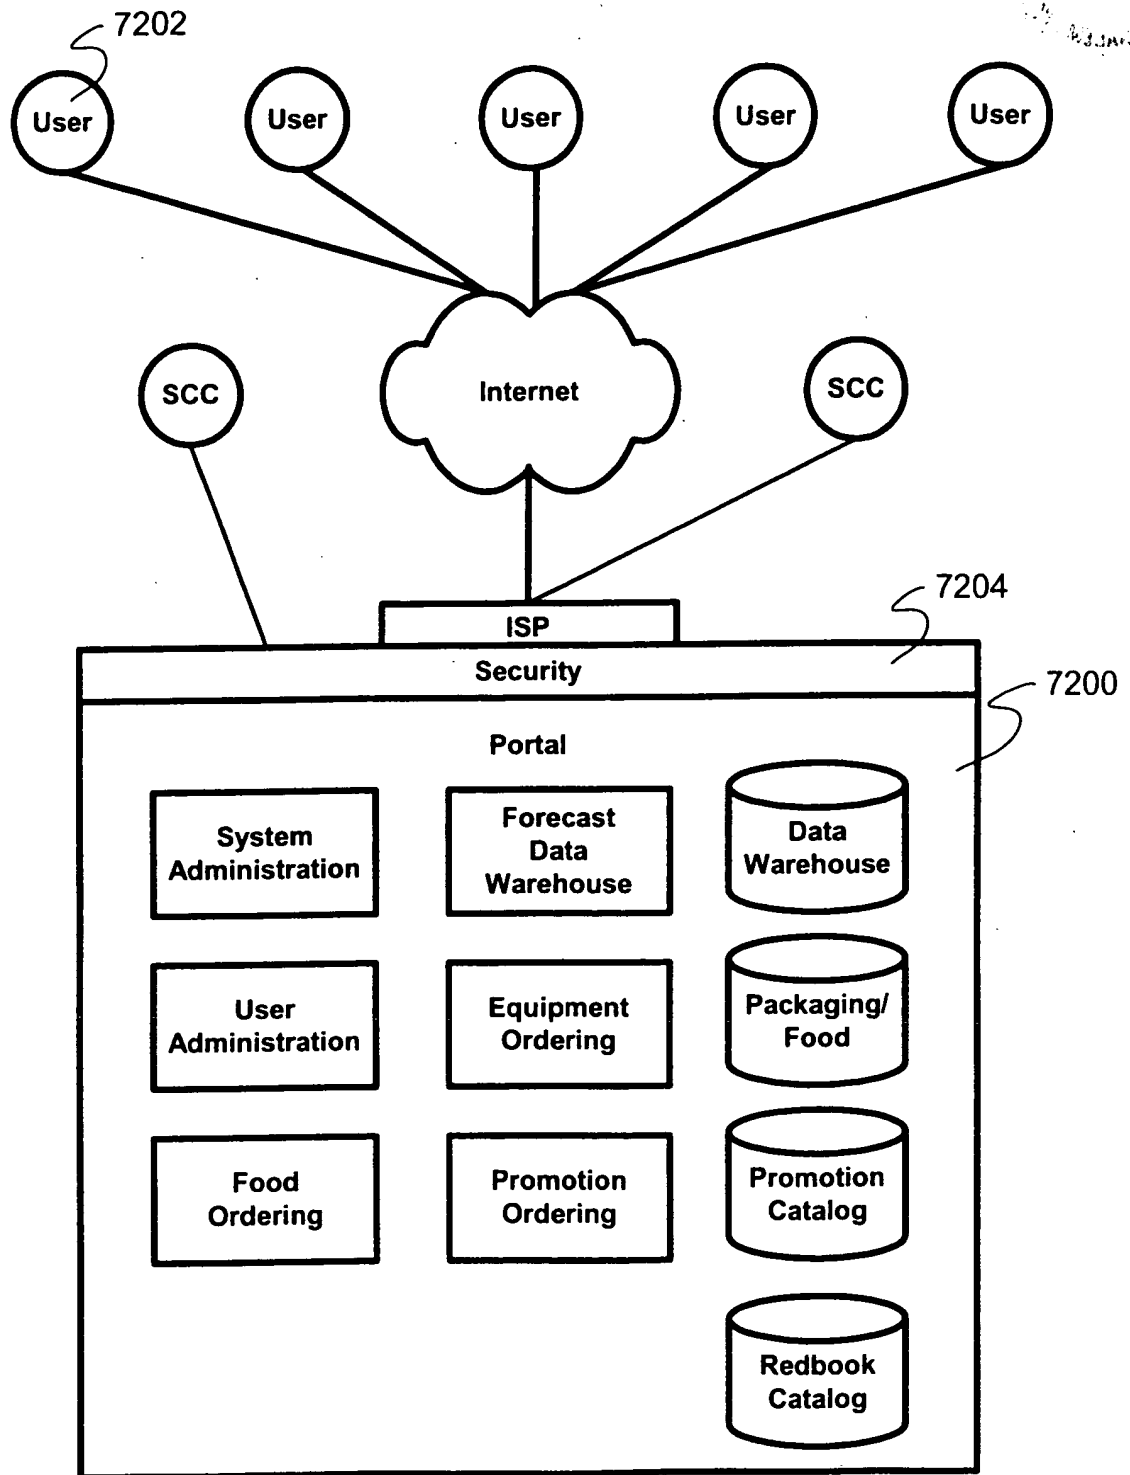 7202
User
User
User
User
User
SCC
Internet
SCC
7204
ISP
Security
7200
Portal
System
Administration
Forecast
Data
Warehouse
Data
Warehouse
User
Administration
Equipment
Ordering
Packaging/
Food
Food
Ordering
Promotion
Ordering
Promotion
Catalog
Redbook
Catalog